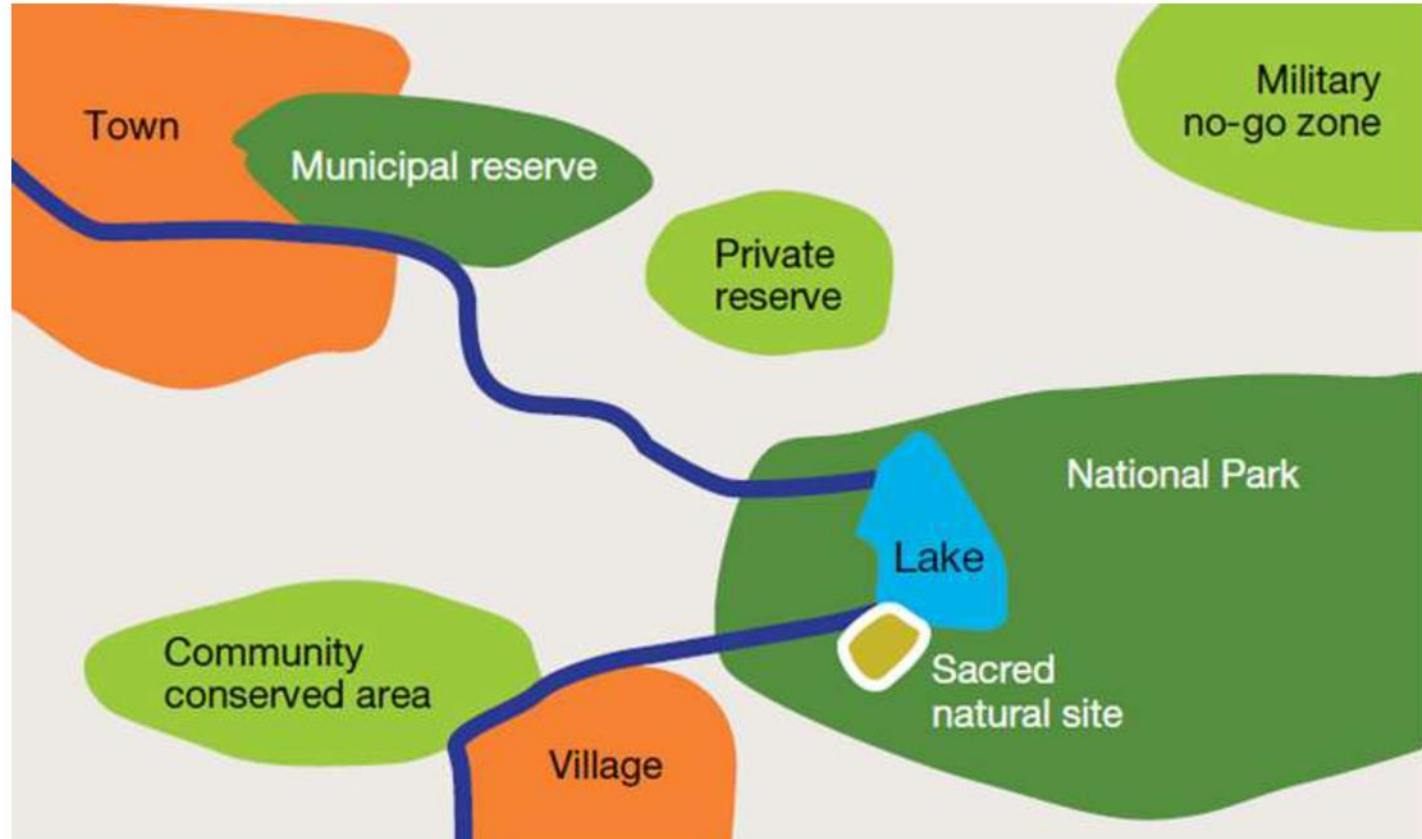 Town
Municipal reserve
Military
no-go zone
Private
reserve
National Park
Lake
Community
conserved area
Sacred
natural site
Village